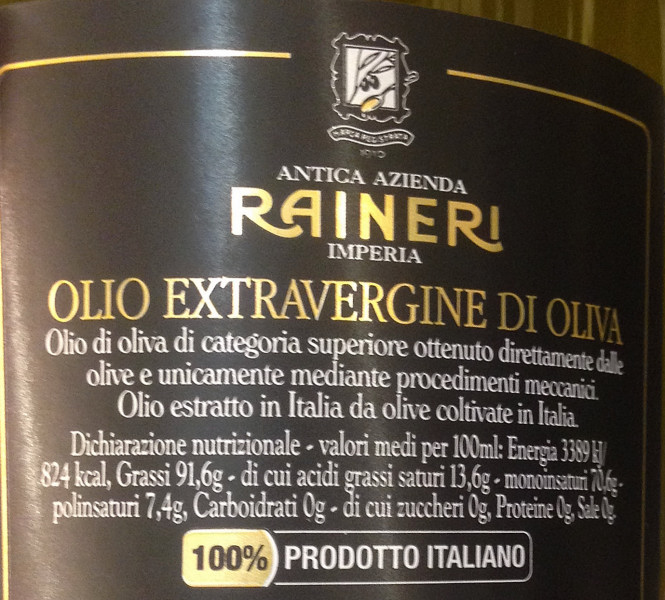 MARCA REGISTRATA
1910
ANTICA AZIENDA
RAINERI
IMPERIA
OLIO EXTRAVERGINE DI OLIVA
Olio di oliva di categoria superiore ottenuto direttamente dalle
olive e unicamente mediante procedimenti meccanici.
Olio estratto in Italia da olive coltivate in Italia.
Dichiarazione nutrizionale - valori medi per 100ml: Energia 3389 kJ/
824 kcal, Grassi 91,6g - di cui acidi grassi saturi 13,6g - monoinsaturi 70,6g -
polinsaturi 7,4g, Carboidrati 0g - di cui zuccheri 0g, Proteine 0g, Sale 0g.
100% PRODOTTO ITALIANO